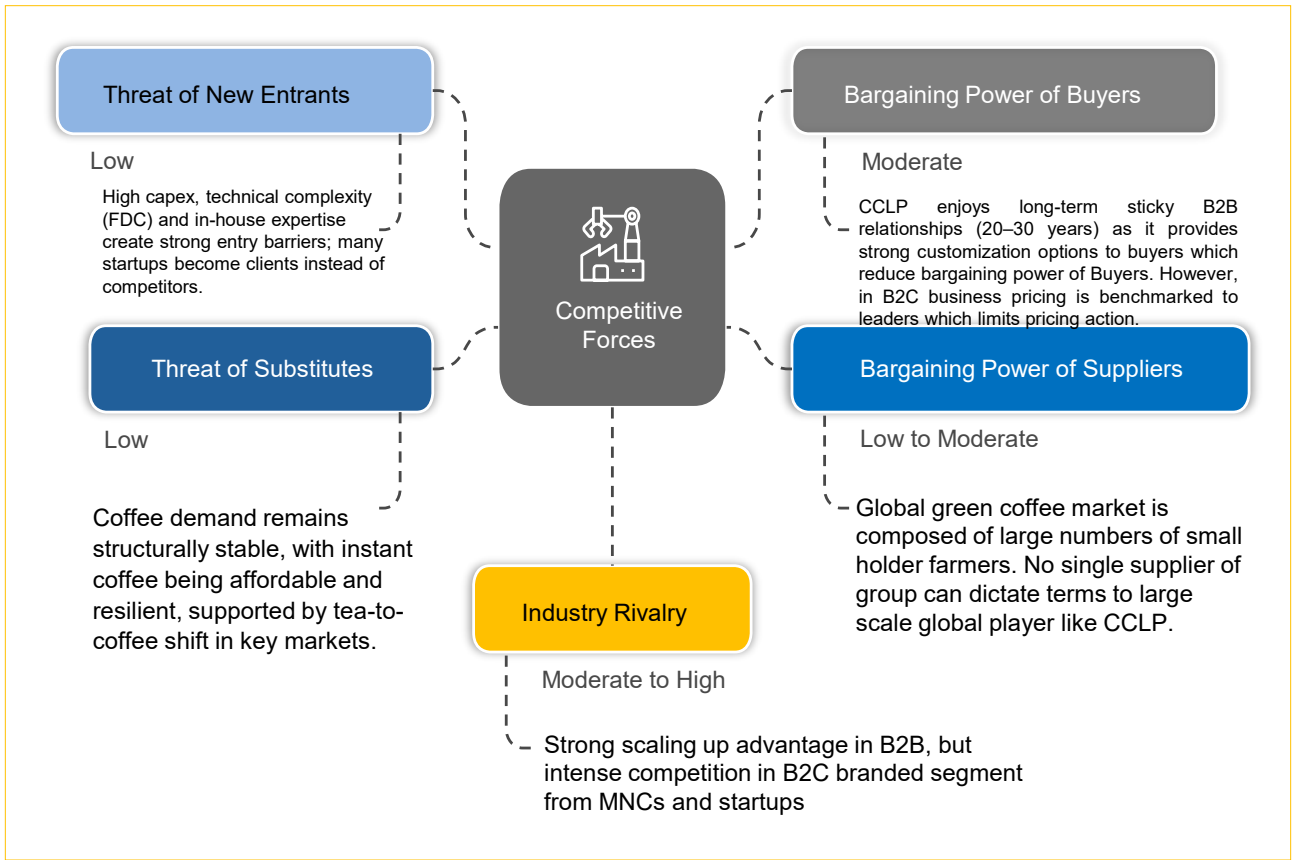 Threat of New Entrants
Low
High capex, technical complexity
(FDC) and in-house expertise
create strong entry barriers; many
startups become clients instead of
competitors.
Bargaining Power of Buyers
Moderate
CCLP enjoys long-term sticky B2B
relationships (20–30 years) as it provides
strong customization options to buyers which
reduce bargaining power of Buyers. However,
in B2C business pricing is benchmarked to
leaders which limits pricing action.
Competitive
Forces
Threat of Substitutes
Low
Coffee demand remains
structurally stable, with instant
coffee being affordable and
resilient, supported by tea-to-
coffee shift in key markets.
Bargaining Power of Suppliers
Low to Moderate
Global green coffee market is
composed of large numbers of small
holder farmers. No single supplier of
group can dictate terms to large
scale global player like CCLP.
Industry Rivalry
Moderate to High
Strong scaling up advantage in B2B, but
intense competition in B2C branded segment
from MNCs and startups